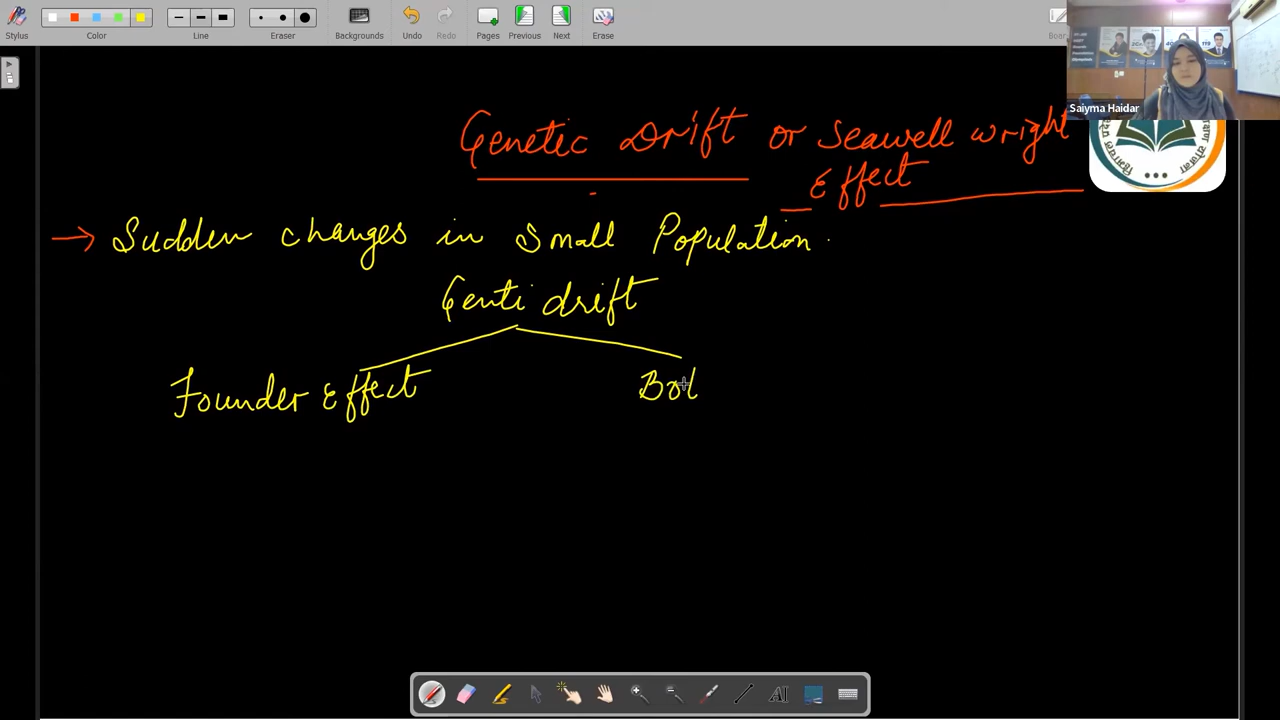 Stylus Color Line Eraser Backgrounds Undo Redo Pages Previous Next Erase Boar
Saiyma Haidar
Genetic Drift or Seawell wright
Effect
→ Sudden changes in Small Population.
Genti drift
Founder Effect Bot